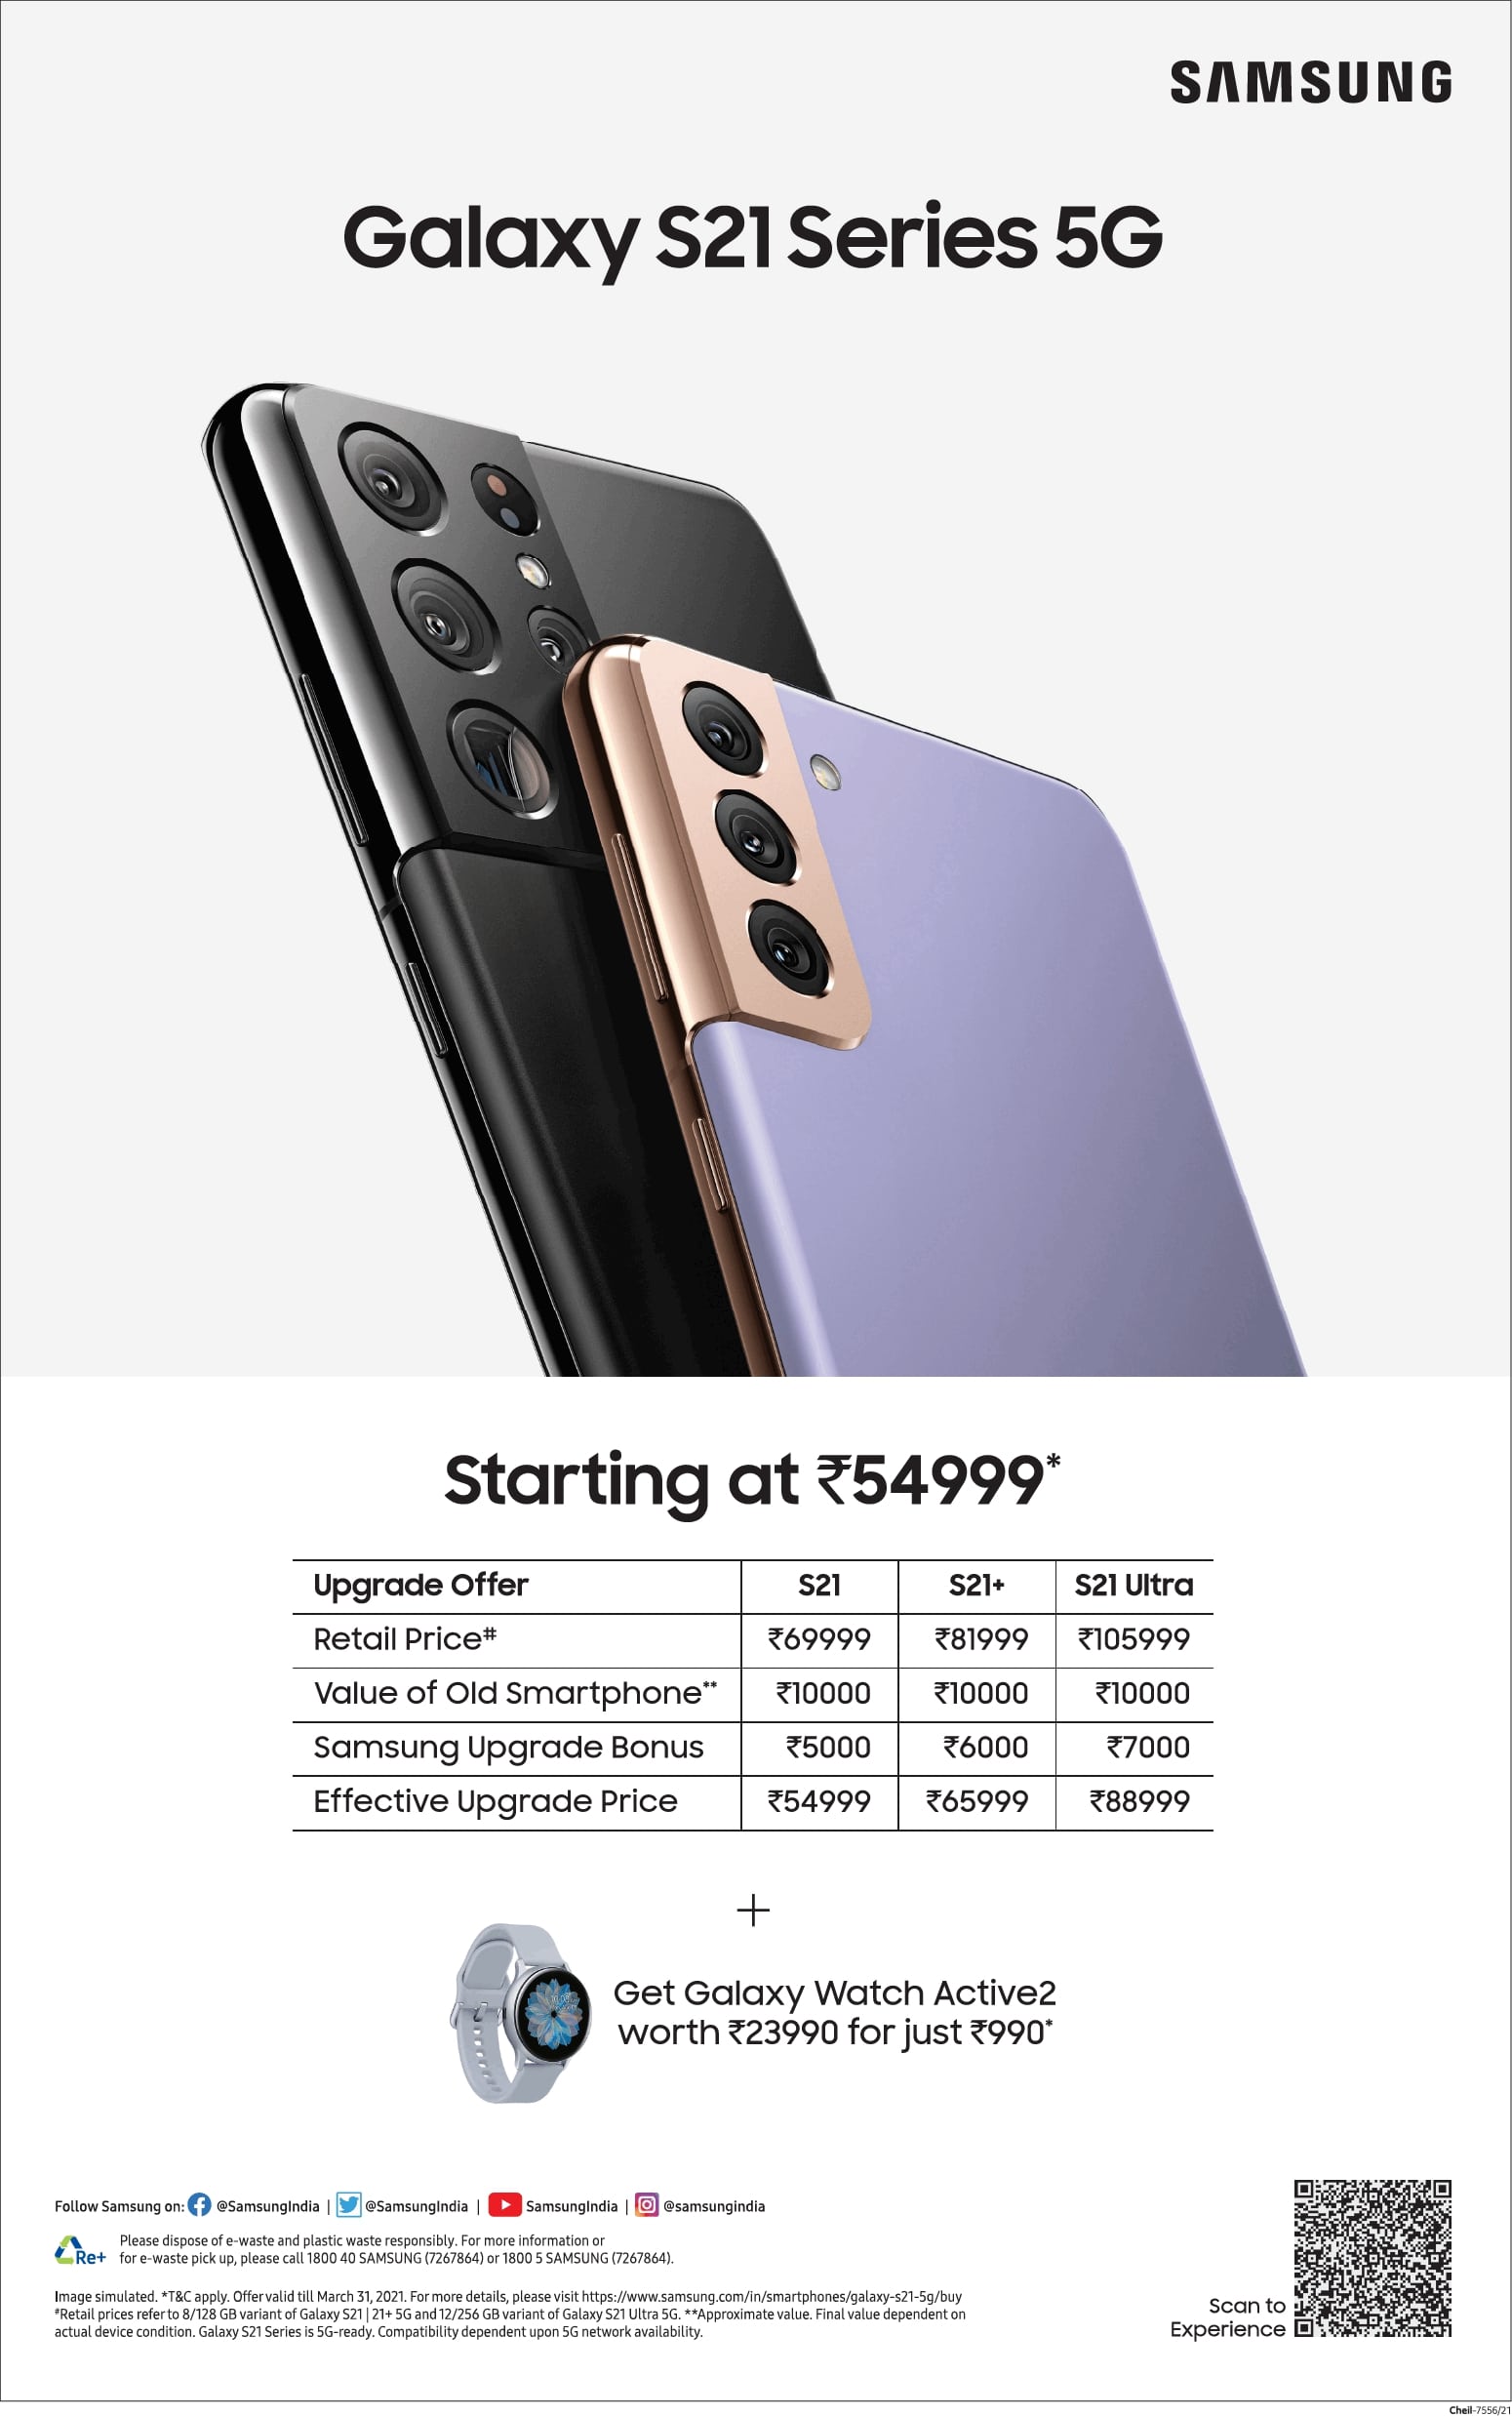 SAMSUNG
Galaxy S21 Series 5G
Starting at ₹54999*
Upgrade Offer S21 S21+ S21 Ultra
Retail Price# ₹69999 ₹81999 ₹105999
Value of Old Smartphone** ₹10000 ₹10000 ₹10000
Samsung Upgrade Bonus ₹5000 ₹6000 ₹7000
Effective Upgrade Price ₹54999 ₹65999 ₹88999
+
Get Galaxy Watch Active2
worth ₹23990 for just ₹990*
Follow Samsung on: @SamsungIndia | @SamsungIndia | SamsungIndia | @samsungindia
Re+
Please dispose of e-waste and plastic waste responsibly. For more information or
for e-waste pick up, please call 1800 40 SAMSUNG (7267864) or 1800 5 SAMSUNG (7267864).
Image simulated. *T&C apply. Offer valid till March 31, 2021. For more details, please visit https://www.samsung.com/in/smartphones/galaxy-s21-5g/buy
#Retail prices refer to 8/128 GB variant of Galaxy S21 | 21+ 5G and 12/256 GB variant of Galaxy S21 Ultra 5G. **Approximate value. Final value dependent on
actual device condition. Galaxy S21 Series is 5G-ready. Compatibility dependent upon 5G network availability.
Scan to
Experience
Cheil-7556/21